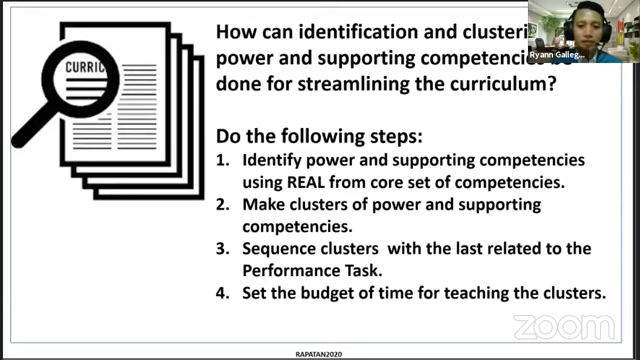 How can identification and clustering
Ryann Galleg...
power and supporting competencies be
done for streamlining the curriculum?
CURRIC
Do the following steps:
1. Identify power and supporting competencies
using REAL from core set of competencies.
2. Make clusters of power and supporting
competencies.
3. Sequence clusters with the last related to the
Performance Task.
4. Set the budget of time for teaching the clusters.
zoom
RAPATAN2020